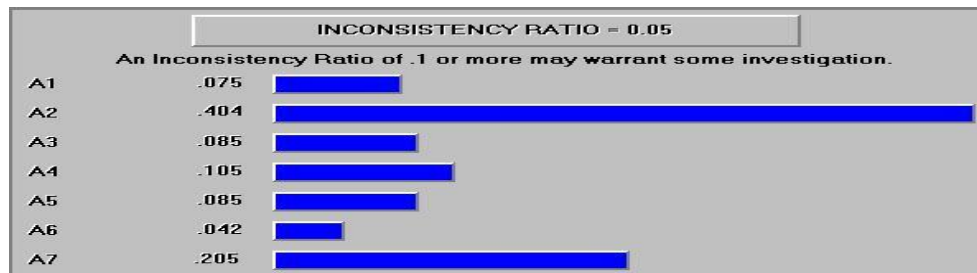 INCONSISTENCY RATIO = 0.05
An Inconsistency Ratio of .1 or more may warrant some investigation.
A1 .075
A2 .404
A3 .085
A4 .105
A5 .085
A6 .042
A7 .205